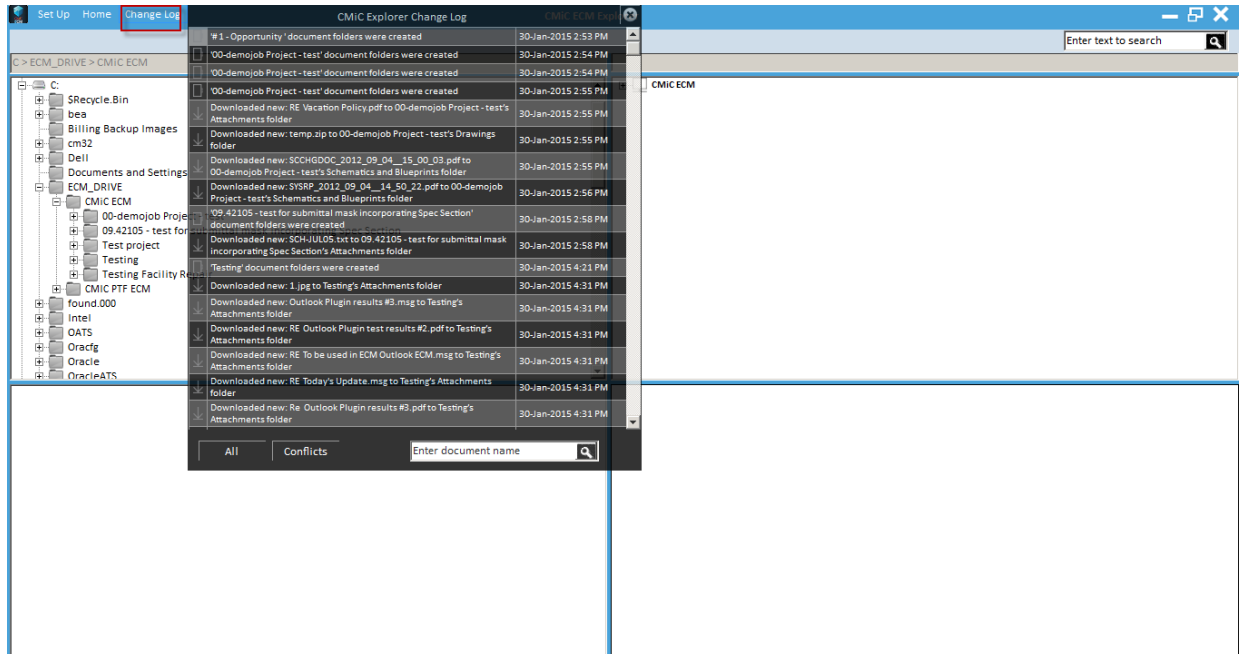 Set Up Home Change Log
CMiC Explorer Change Log
CMiC ECM Expl
Enter text to search
C > ECM_DRIVE > CMiC ECM
C:
$Recycle.Bin
bea
Billing Backup Images
cm32
Dell
Documents and Settings
ECM_DRIVE
CMiC ECM
00-demojob Project - test
09.42105 - test for submittal mask incorporating Spec Section
Test project
Testing
Testing Facility
CMiC PTF ECM
found.000
Intel
OATS
Oracfg
Oracle
OracleATS
'#1 - Opportunity ' document folders were created
30-Jan-2015 2:53 PM
'00-demojob Project - test' document folders were created
30-Jan-2015 2:54 PM
'00-demojob Project - test' document folders were created
30-Jan-2015 2:54 PM
'00-demojob Project - test' document folders were created
30-Jan-2015 2:55 PM
Downloaded new: RE Vacation Policy.pdf to 00-demojob Project - test's
Attachments folder
30-Jan-2015 2:55 PM
Downloaded new: temp.zip to 00-demojob Project - test's Drawings
folder
30-Jan-2015 2:55 PM
Downloaded new: SCCHGDOC_2012_09_04__15_00_03.pdf to
00-demojob Project - test's Schematics and Blueprints folder
30-Jan-2015 2:55 PM
Downloaded new: SYSRP_2012_09_04__14_50_22.pdf to 00-demojob
Project - test's Schematics and Blueprints folder
30-Jan-2015 2:56 PM
'09.42105 - test for submittal mask incorporating Spec Section'
document folders were created
30-Jan-2015 2:58 PM
Downloaded new: SCH-JUL05.txt to 09.42105 - test for submittal mask
incorporating Spec Section's Attachments folder
30-Jan-2015 2:58 PM
'Testing' document folders were created
30-Jan-2015 4:21 PM
Downloaded new: 1.jpg to Testing's Attachments folder
30-Jan-2015 4:31 PM
Downloaded new: Outlook Plugin results #3.msg to Testing's
Attachments folder
30-Jan-2015 4:31 PM
Downloaded new: RE Outlook Plugin test results #2.pdf to Testing's
Attachments folder
30-Jan-2015 4:31 PM
Downloaded new: RE To be used in ECM Outlook ECM.msg to Testing's
Attachments folder
30-Jan-2015 4:31 PM
Downloaded new: RE Today's Update.msg to Testing's Attachments
folder
30-Jan-2015 4:31 PM
Downloaded new: Re Outlook Plugin results #3.pdf to Testing's
Attachments folder
30-Jan-2015 4:31 PM
All
Conflicts
Enter document name
CMiC ECM